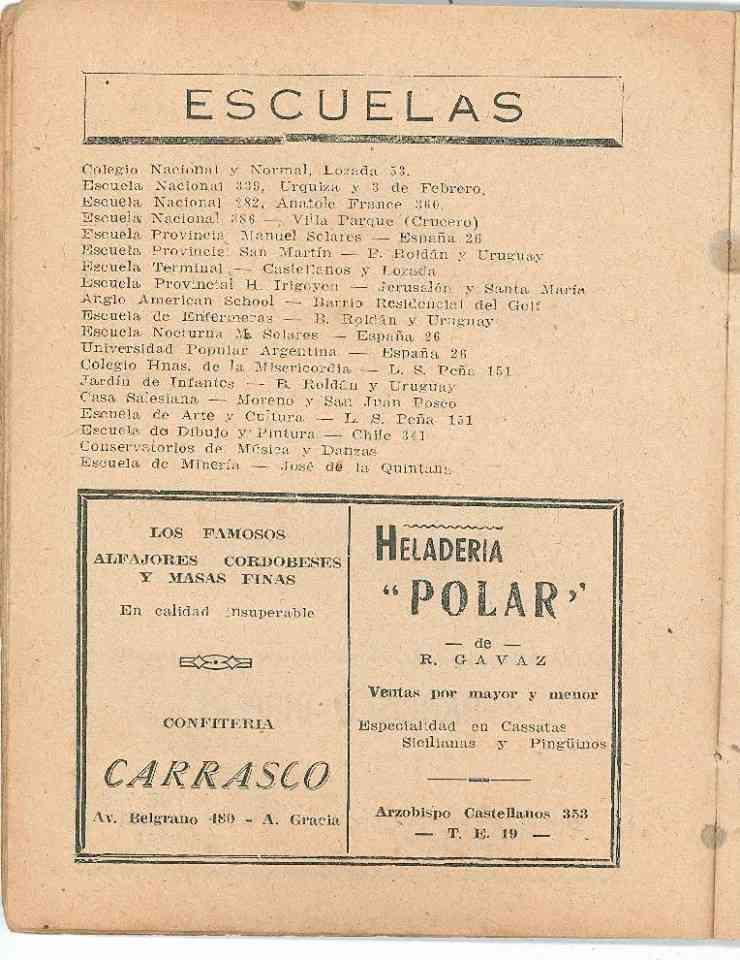 ESCUELAS
Colegio Nacional y Normal, Lozada 53.
Escuela Nacional 339, Urquiza y 3 de Febrero.
Escuela Nacional 282, Anatole France 360.
Escuela Nacional 386 — Villa Parque (Crucero)
Escuela Provincial Manuel Solares — España 26
Escuela Provincial San Martín — B. Roldán y Uruguay
Escuela Terminal — Castellanos y Lozada
Escuela Provincial H. Irigoyen — Jerusalén y Santa María
Anglo American School — Barrio Residencial del Golf
Escuela de Enfermeras — B. Roldán y Uruguay
Escuela Nocturna M. Solares — España 26
Universidad Popular Argentina — España 26
Colegio Hnas. de la Misericordia — L. S. Peña 151
Jardín de Infantes — B. Roldán y Uruguay
Casa Salesiana — Moreno y San Juan Bosco
Escuela de Arte y Cultura — L. S. Peña 151
Escuela de Dibujo y Pintura — Chile 341
Conservatorios de Música y Danzas
Escuela de Minería — José de la Quintana
LOS FAMOSOS
ALFAJORES CORDOBESES
Y MASAS FINAS
En calidad insuperable
CONFITERIA
CARRASCO
Av. Belgrano 480 - A. Gracia
HELADERIA
"POLAR"
— de —
R. GAVAZ
Ventas por mayor y menor
Especialidad en Cassatas
Sicilianas y Pingüinos
Arzobispo Castellanos 353
— T. E. 19 —